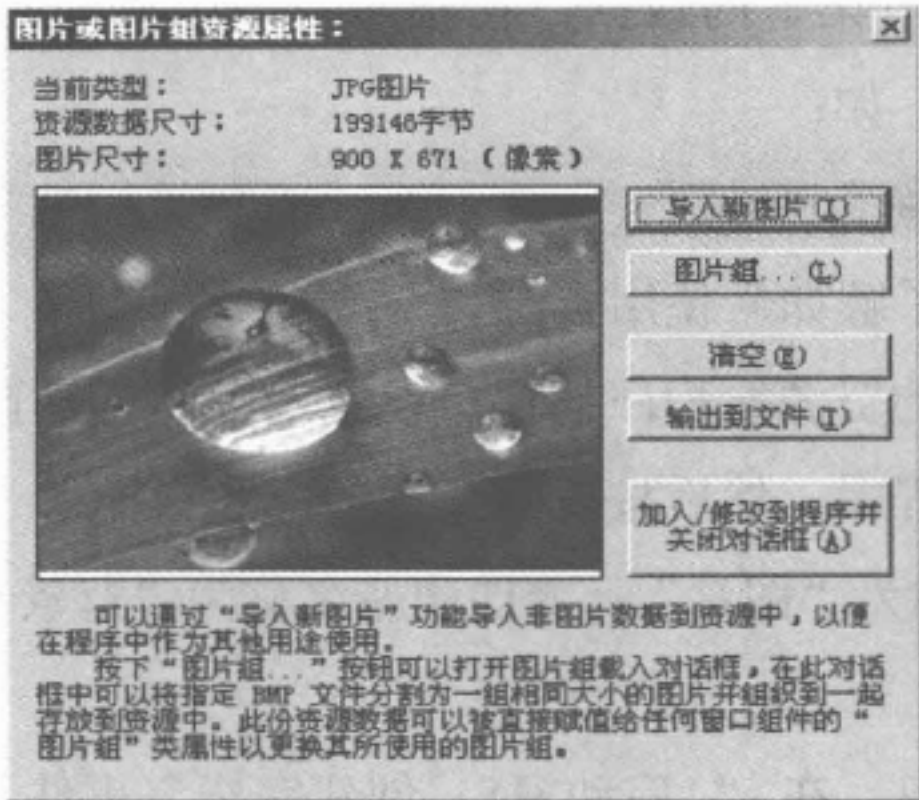 图片或图片组资源属性：
当前类型： JPG图片
资源数据尺寸： 199146字节
图片尺寸： 900 X 671 （像素）
导入新图片(I)
图片组...(L)
清空(E)
输出到文件(T)
加入/修改到程序并
关闭对话框(A)
可以通过“导入新图片”功能导入非图片数据到资源中，以便
在程序中作为其他用途使用。
按下“图片组...”按钮可以打开图片组载入对话框，在此对话
框中可以将指定 BMP 文件分割为一组相同大小的图片并组织到一起
存放到资源中。此份资源数据可以被直接赋值给任何窗口组件的“
图片组”类属性以更换其所使用的图片组。